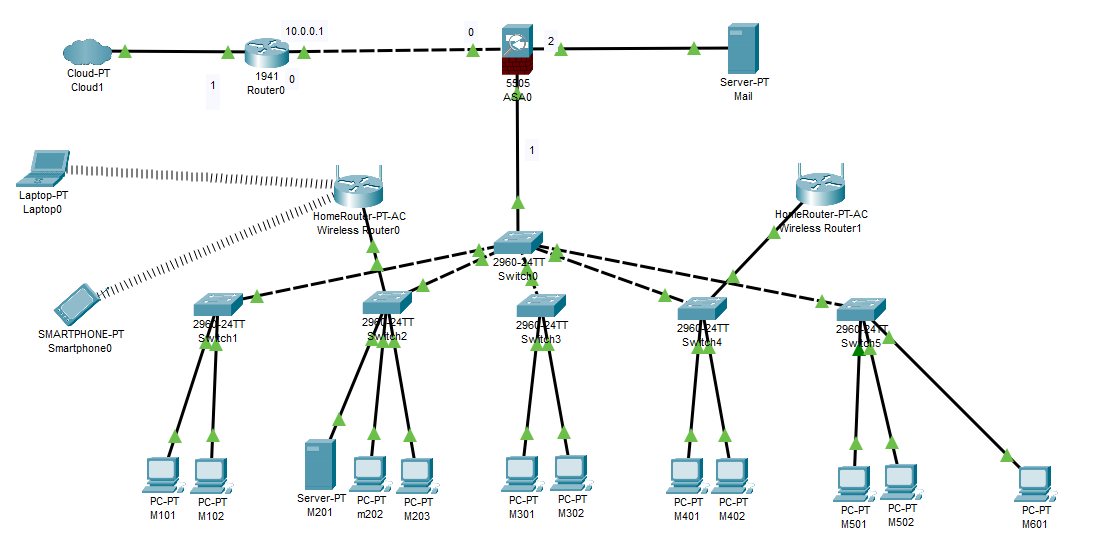 10.0.0.1
0
2
Cloud-PT
Cloud1
1
1941
Router0
0
5505
ASA0
Server-PT
Mail
1
Laptop-PT
Laptop0
HomeRouter-PT-AC
Wireless Router0
HomeRouter-PT-AC
Wireless Router1
2960-24TT
Switch0
SMARTPHONE-PT
Smartphone0
2960-24TT
Switch1
2960-24TT
Switch2
2960-24TT
Switch3
2960-24TT
Switch4
2960-24TT
Switch5
PC-PT
M101
PC-PT
M102
Server-PT
M201
PC-PT
m202
PC-PT
M203
PC-PT
M301
PC-PT
M302
PC-PT
M401
PC-PT
M402
PC-PT
M501
PC-PT
M502
PC-PT
M601